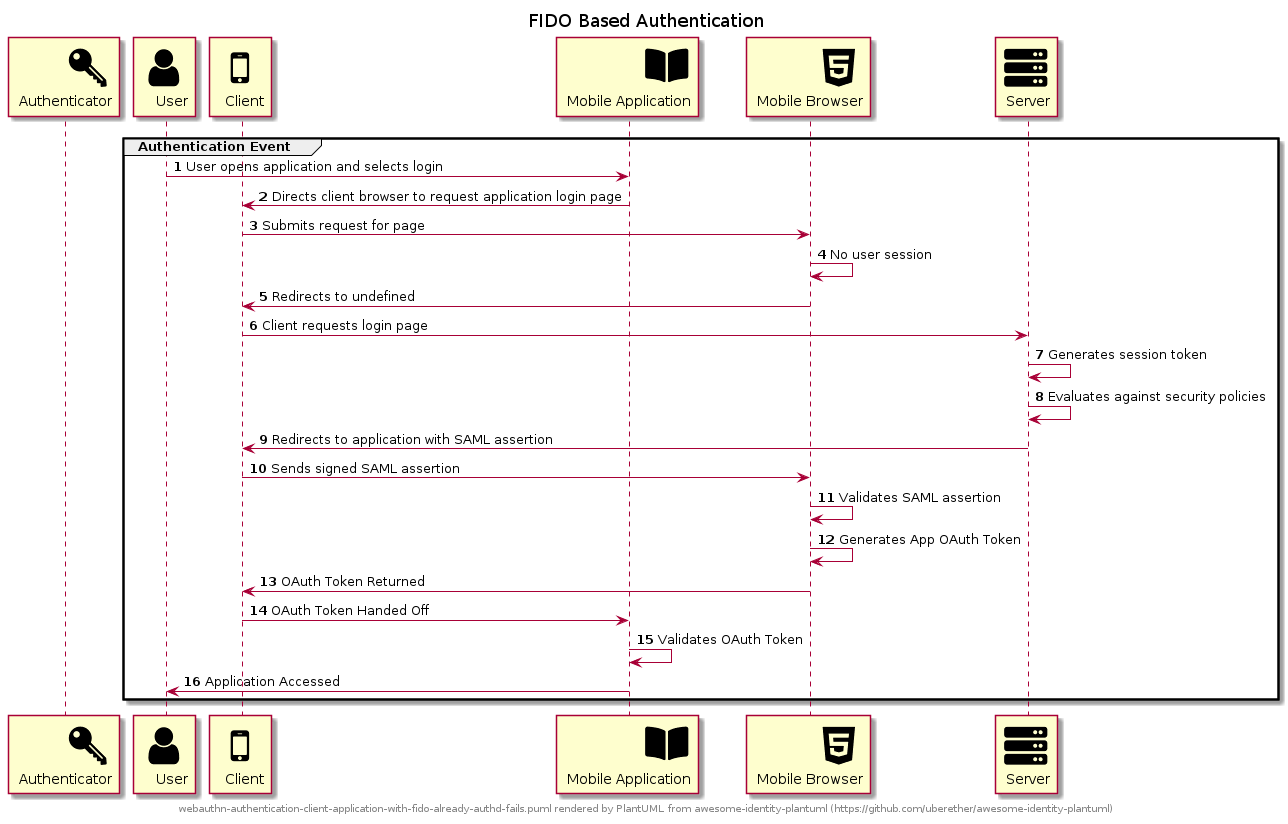 FIDO Based Authentication
Authenticator
User
Client
Mobile Application
Mobile Browser
Server
Authentication Event
1 User opens application and selects login
2 Directs client browser to request application login page
3 Submits request for page
4 No user session
5 Redirects to undefined
6 Client requests login page
7 Generates session token
8 Evaluates against security policies
9 Redirects to application with SAML assertion
10 Sends signed SAML assertion
11 Validates SAML assertion
12 Generates App OAuth Token
13 OAuth Token Returned
14 OAuth Token Handed Off
15 Validates OAuth Token
16 Application Accessed
Authenticator
User
Client
Mobile Application
Mobile Browser
Server
webauthn-authentication-client-application-with-fido-already-authd-fails.puml rendered by PlantUML from awesome-identity-plantuml (https://github.com/uberether/awesome-identity-plantuml)